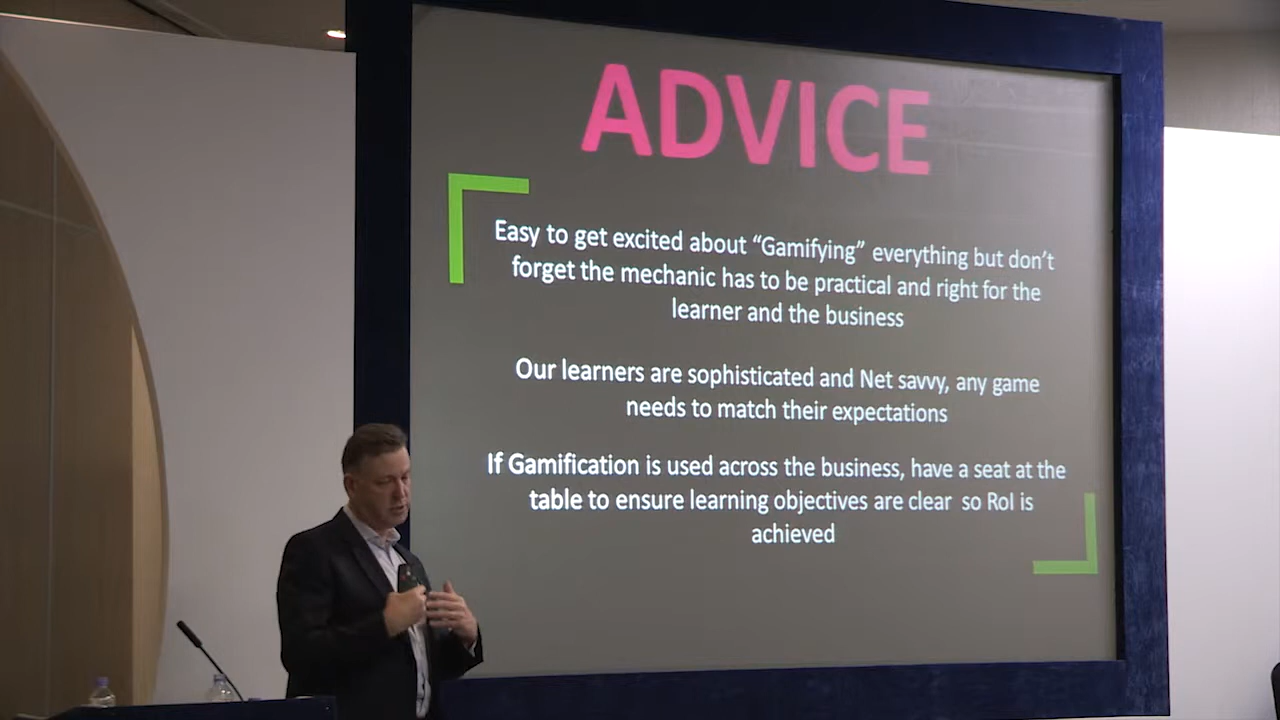 ADVICE
Easy to get excited about “Gamifying” everything but don’t
forget the mechanic has to be practical and right for the
learner and the business
Our learners are sophisticated and Net savvy, any game
needs to match their expectations
If Gamification is used across the business, have a seat at the
table to ensure learning objectives are clear so RoI is
achieved